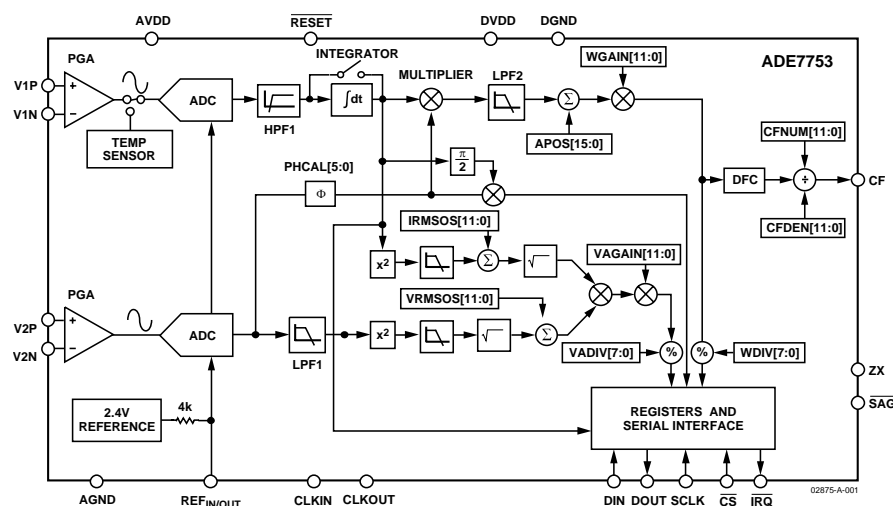 AVDD
RESET
DVDD
DGND
PGA
INTEGRATOR
WGAIN[11:0]
ADE7753
MULTIPLIER
LPF2
V1P
+
ADC
∫dt
Σ
V1N
−
HPF1
TEMP
SENSOR
APOS[15:0]
CFNUM[11:0]
π
2
PHCAL[5:0]
Φ
DFC
÷
CF
IRMSOS[11:0]
CFDEN[11:0]
x2
Σ
√
VAGAIN[11:0]
PGA
VRMSOS[11:0]
V2P
+
ADC
x2
√
Σ
V2N
−
LPF1
VADIV[7:0]
%
%
WDIV[7:0]
ZX
2.4V
REFERENCE
4k
REGISTERS AND
SERIAL INTERFACE
SAG
AGND
REFIN/OUT
CLKIN
CLKOUT
DIN
DOUT
SCLK
CS
IRQ
02875-A-001